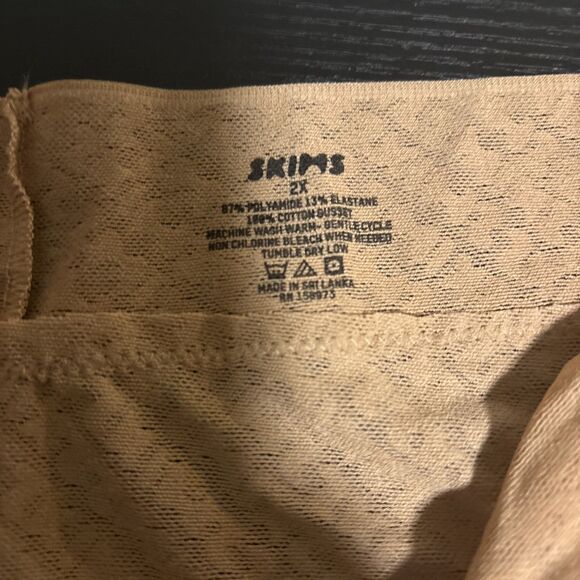 SKIMS
2X
87% POLYAMIDE 13% ELASTANE
100% COTTON GUSSET
MACHINE WASH WARM - GENTLE CYCLE
NON CHLORINE BLEACH WHEN NEEDED
TUMBLE DRY LOW
MADE IN SRI LANKA
RN 158973